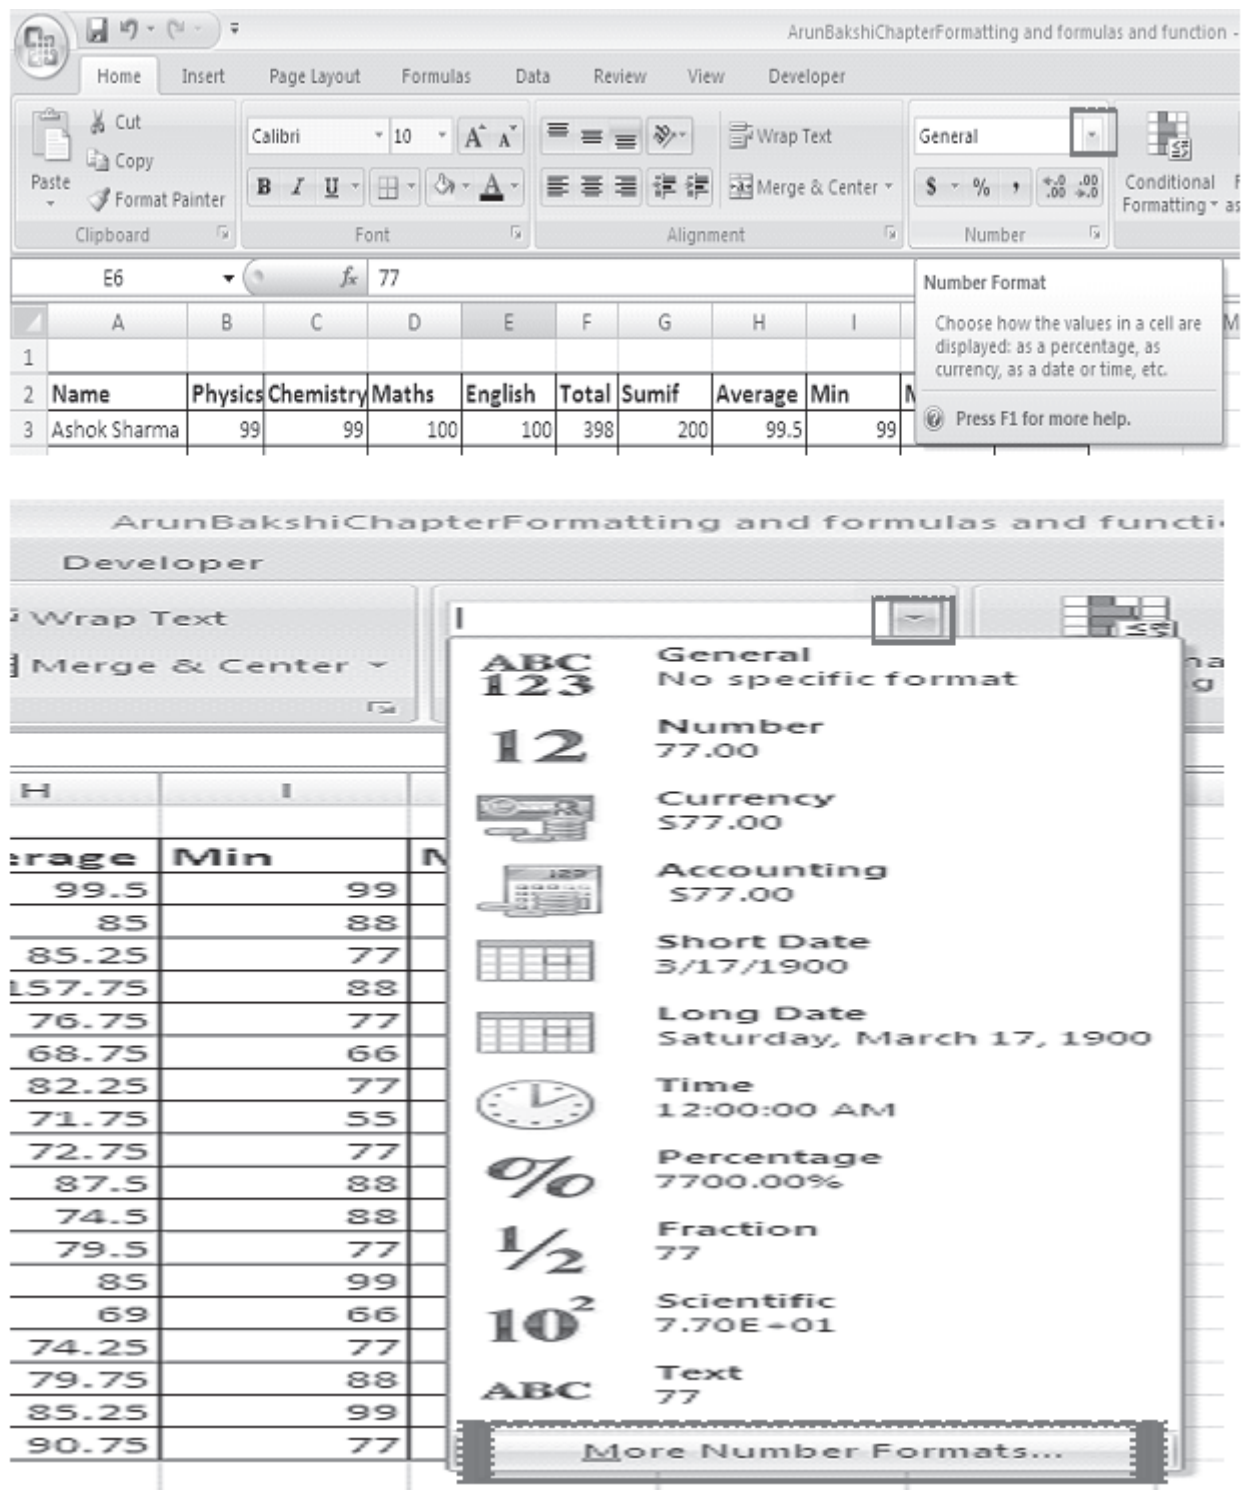 ArunBakshiChapterFormatting and formulas and function -
Home Insert Page Layout Formulas Data Review View Developer
Cut
Copy
Format Painter
Paste
Clipboard
Calibri 10
B I U A
Font
Wrap Text
Merge & Center
Alignment
General
$ % ,
Number
Conditional
Formatting as
E6 fx 77
Number Format
Choose how the values in a cell are
displayed: as a percentage, as
currency, as a date or time, etc.
Press F1 for more help.
A B C D E F G H I M
1
2 Name Physics Chemistry Maths English Total Sumif Average Min
3 Ashok Sharma 99 99 100 100 398 200 99.5 99
ArunBakshiChapterFormatting and formulas and functi
Developer
Wrap Text
Merge & Center
H I
erage Min
99.5 99
85 88
85.25 77
157.75 88
76.75 77
68.75 66
82.25 77
71.75 55
72.75 77
87.5 88
74.5 88
79.5 77
85 99
69 66
74.25 77
79.75 88
85.25 99
90.75 77
ABC
123
General
No specific format
12
Number
77.00
Currency
$77.00
Accounting
$77.00
Short Date
3/17/1900
Long Date
Saturday, March 17, 1900
Time
12:00:00 AM
%
Percentage
7700.00%
1/2
Fraction
77
10²
Scientific
7.70E+01
ABC
Text
77
More Number Formats...